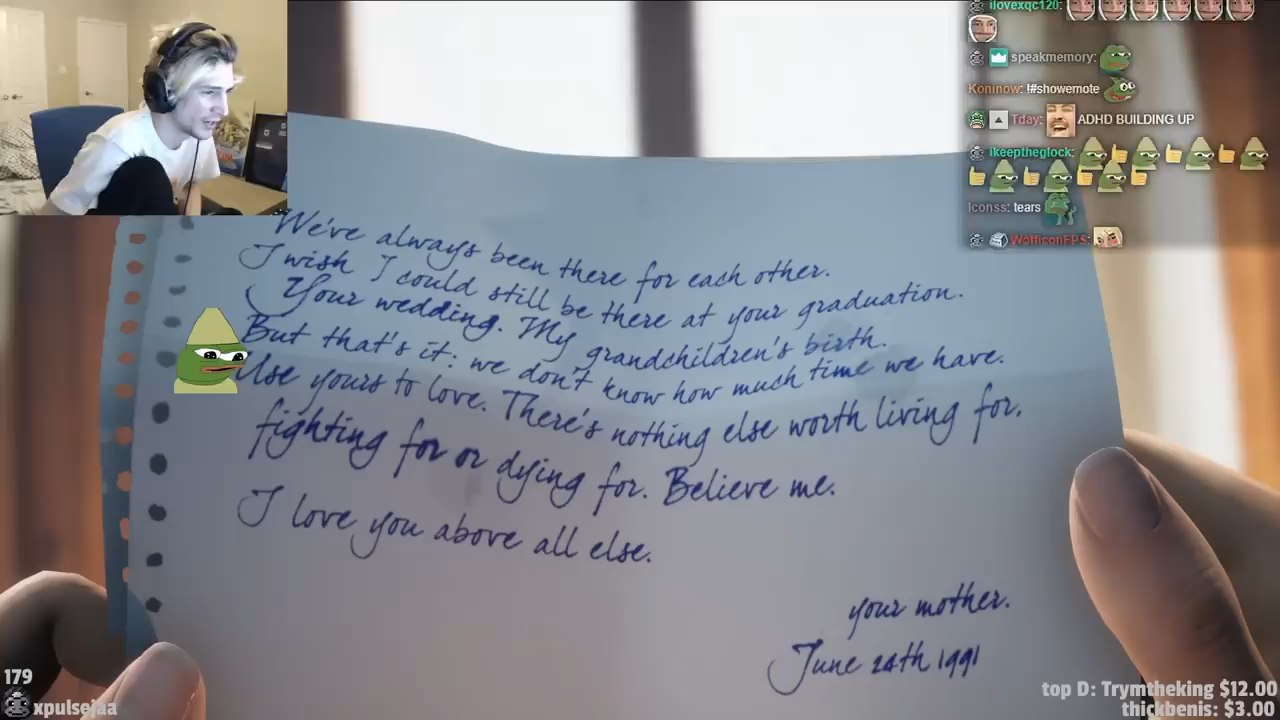 We've always been there for each other.
I wish I could still be there at your graduation.
Your wedding. My grandchildren's birth.
But that's it: we don't know how much time we have.
Use yours to love. There's nothing else worth living for,
fighting for or dying for. Believe me.
I love you above all else.
your mother.
June 24th 1991
ilovexqc120:
speakmemory:
Koninow: !#showemote
Tday: ADHD BUILDING UP
ikeeptheglock:
Iconss: tears
WofficonFPS:
179
xpulsejaa
top D: Trymtheking $12.00
thickbenis: $3.00